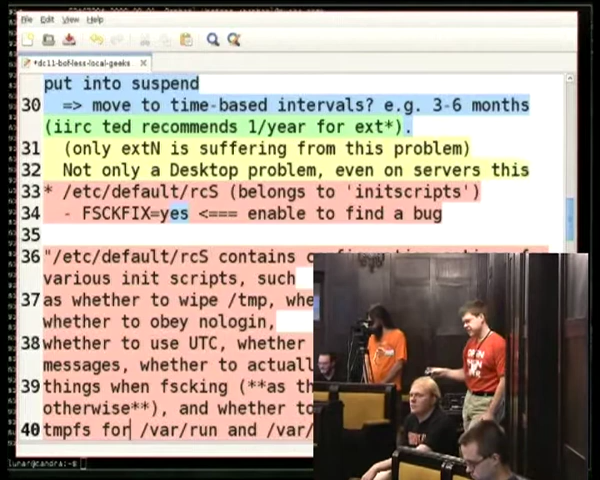 File Edit View Help
*dc11-bof-less-local-geeks
put into suspend
30 => move to time-based intervals? e.g. 3-6 months
(iirc ted recommends 1/year for ext*).
31 (only extN is suffering from this problem)
32 Not only a Desktop problem, even on servers this
33 * /etc/default/rcS (belongs to 'initscripts')
34 - FSCKFIX=yes <=== enable to find a bug
35
36 "/etc/default/rcS contains
various init scripts, such
37 as whether to wipe /tmp, whe
whether to obey nologin,
38 whether to use UTC, whether
messages, whether to actuall
39 things when fscking (**as th
otherwise**), and whether to
40 tmpfs for /var/run and /var/
lunar@candra:~$